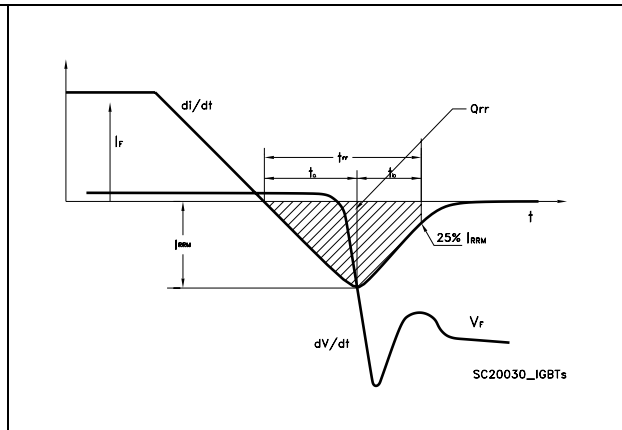 di/dt
Qrr
IF
trr
ta
tb
t
IRRM
25% IRRM
dV/dt
VF
SC20030_IGBTs